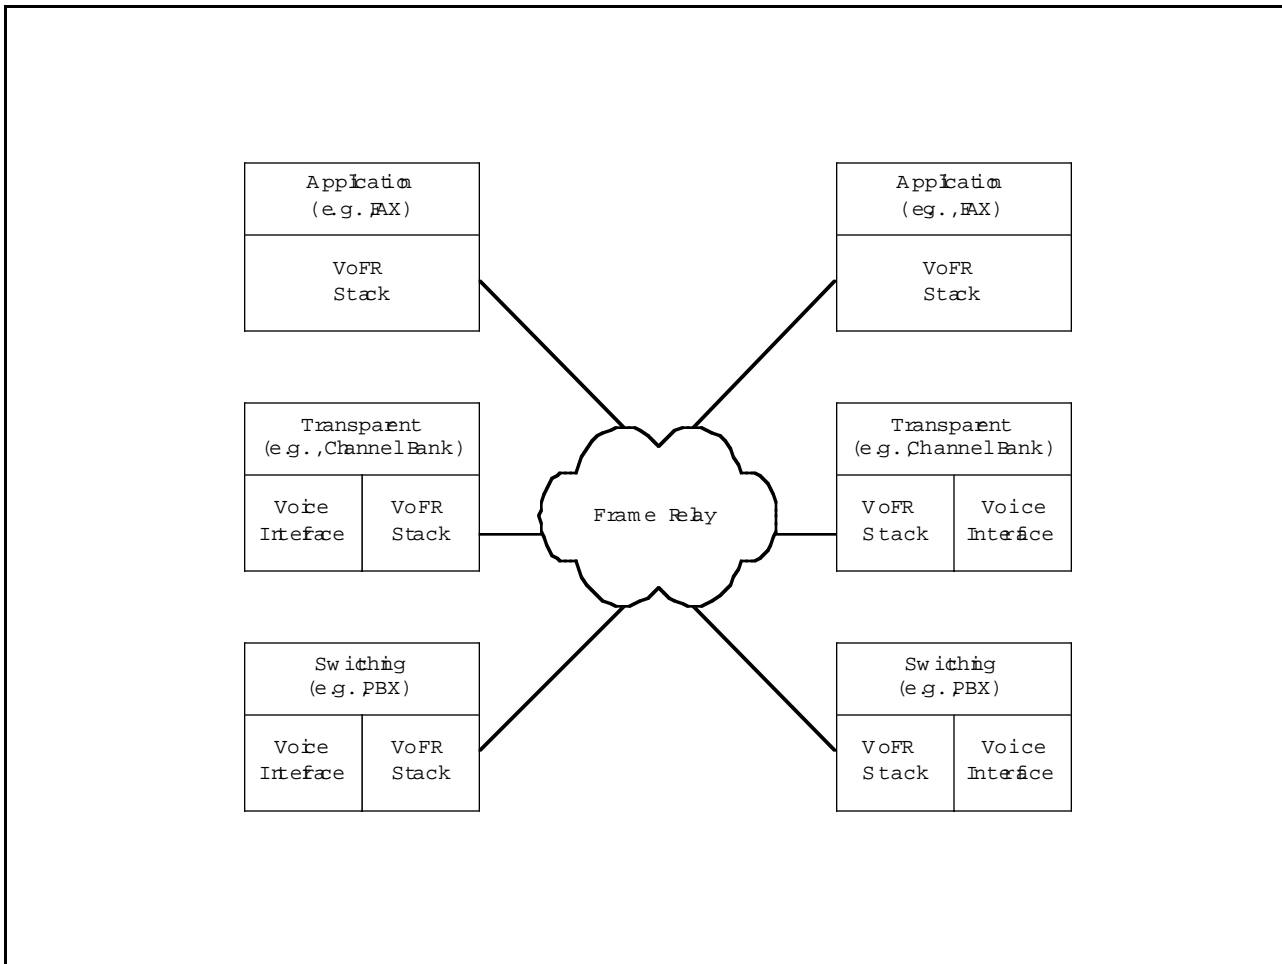 Application
(e.g., FAX)
VoFR
Stack
Application
(e.g., FAX)
VoFR
Stack
Transparent
(e.g., Channel Bank)
Voice
Interface
VoFR
Stack
Frame Relay
Transparent
(e.g., Channel Bank)
VoFR
Stack
Voice
Interface
Switching
(e.g., PBX)
Voice
Interface
VoFR
Stack
Switching
(e.g., PBX)
VoFR
Stack
Voice
Interface